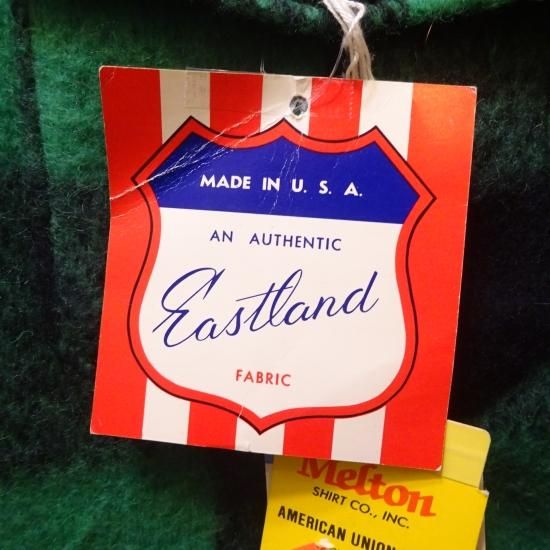 MADE IN U. S. A.
AN AUTHENTIC
Eastland
FABRIC
Melton
SHIRT CO., INC.
AMERICAN UNION